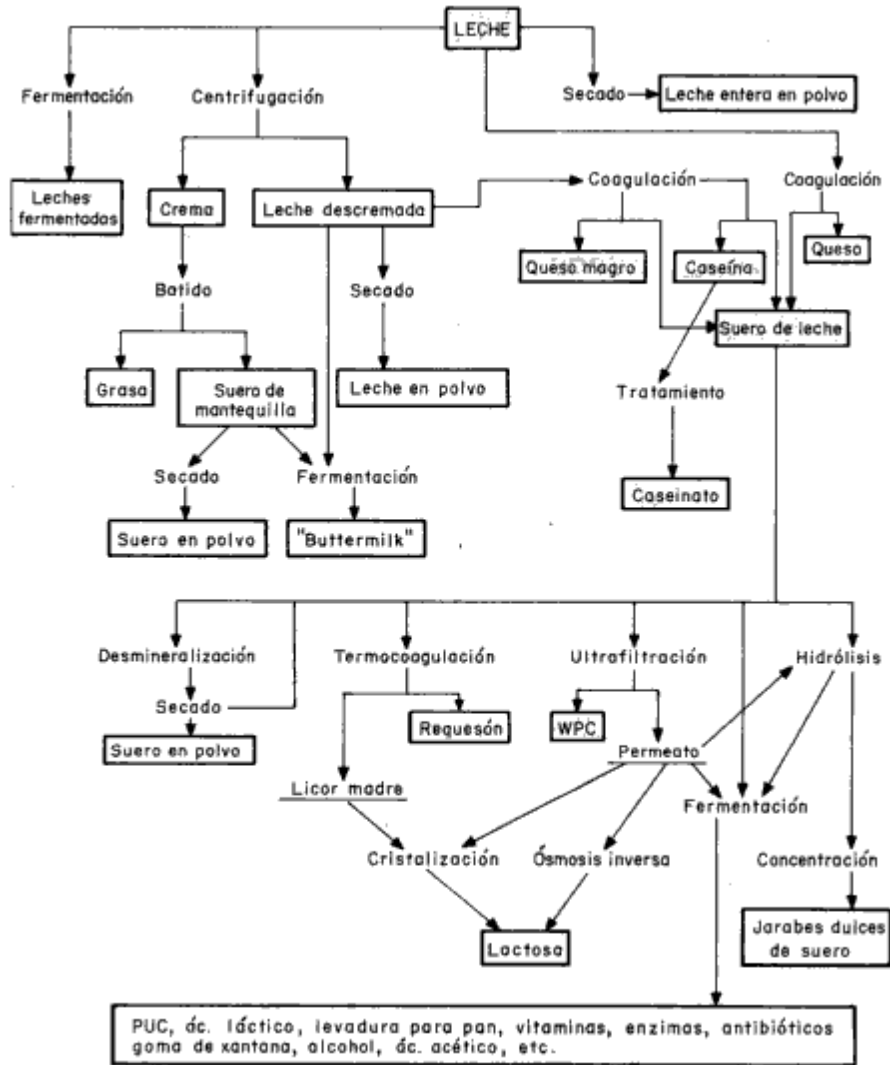 LECHE
Fermentación
Centrifugación
Secado
Leche entera en polvo
Leches
fermentadas
Crema
Leche descremada
Coagulación
Coagulación
Queso magro
Caseína
Queso
Batido
Secado
Suero de leche
Grasa
Suero de
mantequilla
Leche en polvo
Tratamiento
Secado
Fermentación
Caseinato
Suero en polvo
"Buttermilk"
Desmineralización
Termocoagulación
Ultrafiltración
Hidrólisis
Secado
Requesón
WPC
Suero en polvo
Permeato
Licor madre
Fermentación
Cristalización
Ósmosis inversa
Concentración
Lactosa
Jarabes dulces
de suero
PUC, ác. láctico, levadura para pan, vitaminas, enzimas, antibióticos
goma de xantana, alcohol, ác. acético, etc.